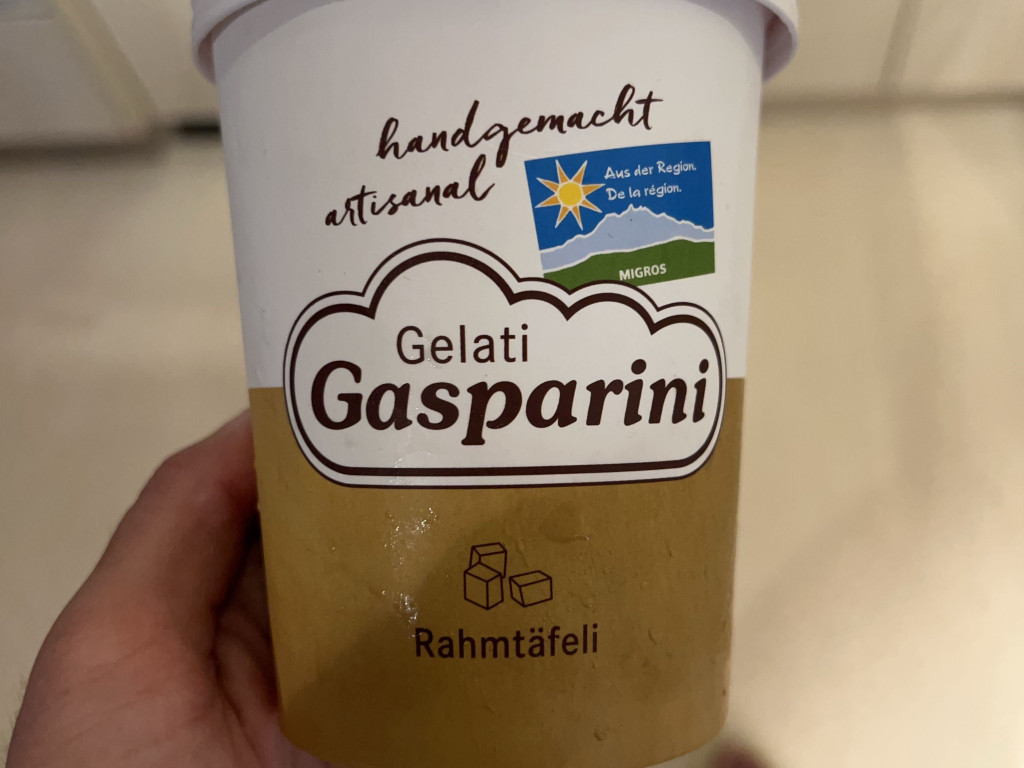 handgemacht
artisanal
Aus der Region.
De la région.
MIGROS
Gelati
Gasparini
Rahmtäfeli